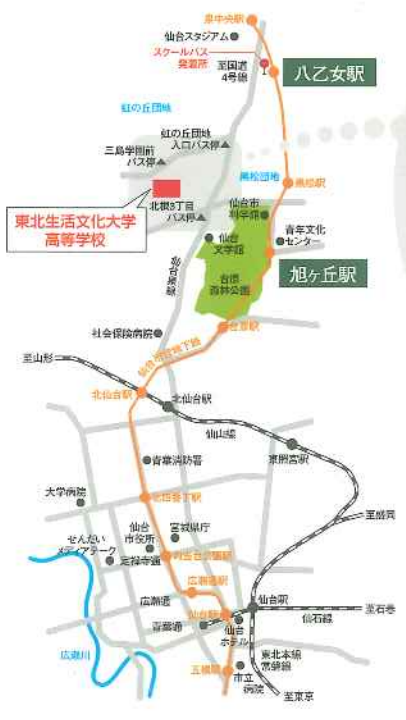 泉中央駅
仙台スタジアム
スクールバス
発着所
至国道
4号線
八乙女駅
虹の丘団地
虹の丘団地
入口バス停
三島学園前
バス停
黒松団地
黒松駅
北根3丁目
バス停
仙台市
科学館
東北生活文化大学
高等学校
仙台
文学館
青年文化
センター
旭ヶ丘駅
台原
森林公園
社会保険病院
台原駅
仙台市営地下鉄
至山形
北仙台駅
北仙台駅
仙山線
東照宮駅
青葉消防署
大学病院
北四番丁駅
至盛岡
仙台
市役所
宮城県庁
せんだい
メディアテーク
定禅寺通
勾当台公園駅
広瀬通駅
広瀬通
仙台駅
仙台駅
至石巻
仙石線
青葉通
仙台
ホテル
広瀬川
五橋駅
市立
病院
東北本線
常磐線
至東京